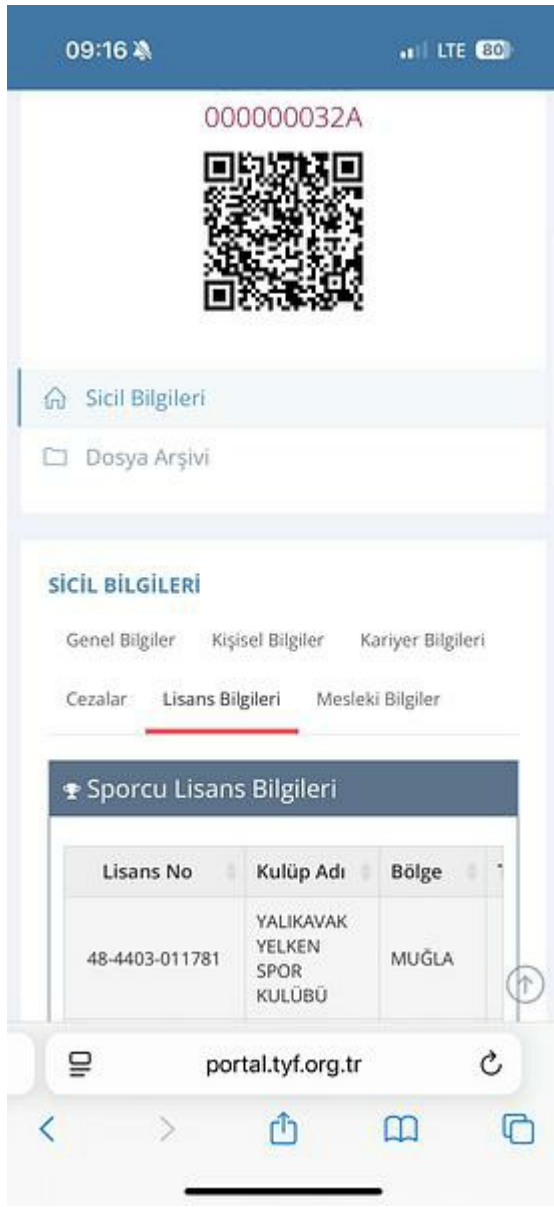 09:16
LTE 80
000000032A
Sicil Bilgileri
Dosya Arşivi
SİCİL BİLGİLERİ
Genel Bilgiler Kişisel Bilgiler Kariyer Bilgileri
Cezalar Lisans Bilgileri Mesleki Bilgiler
Sporcu Lisans Bilgileri
Lisans No Kulüp Adı Bölge
48-4403-011781 YALIKAVAK YELKEN SPOR KULÜBÜ MUĞLA
portal.tyf.org.tr